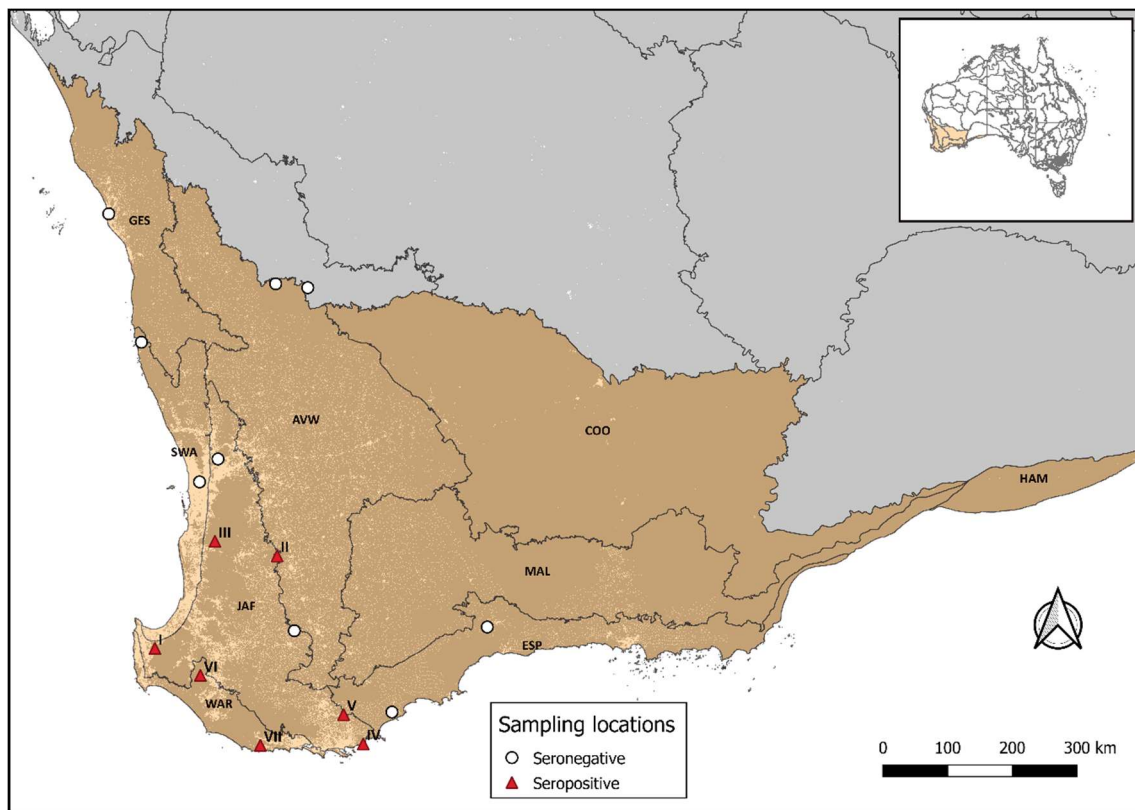 GES
AVW
COO
SWA
HAM
III
II
MAL
JAF
I
ESP
VI
WAR
V
VII
IV
Sampling locations
Seronegative
Seropositive
0 100 200 300 km